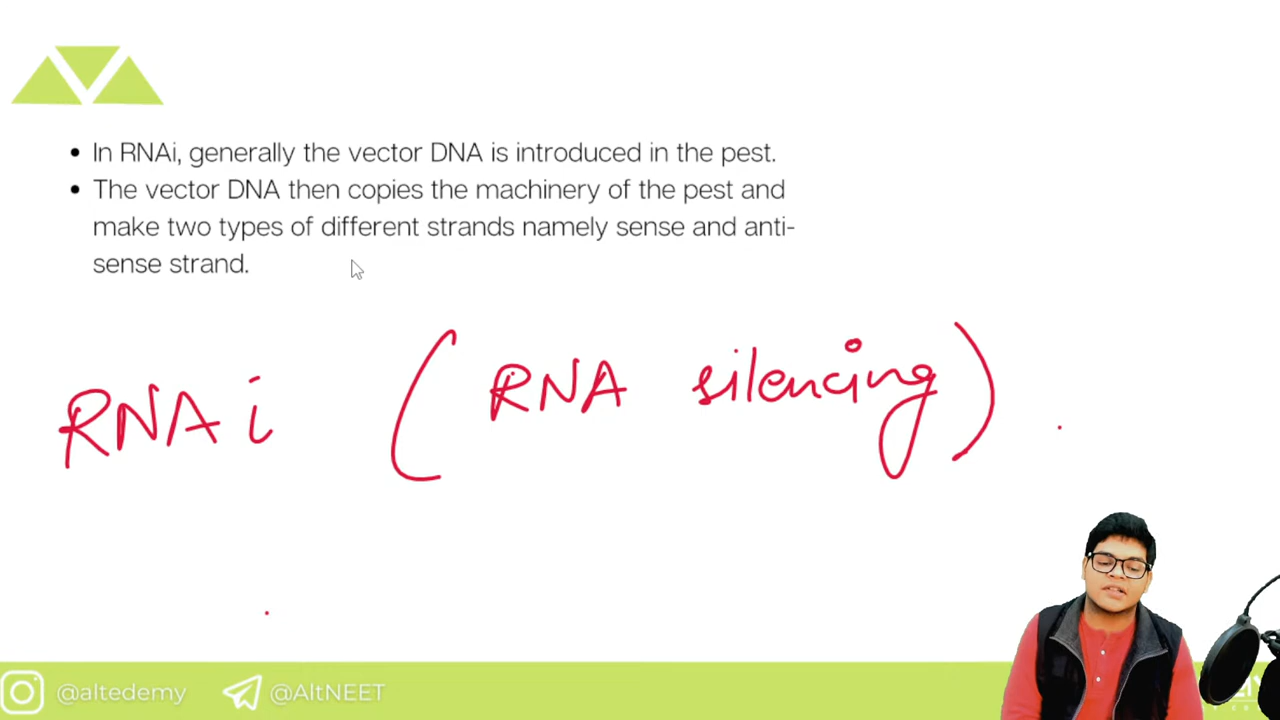 • In RNAi, generally the vector DNA is introduced in the pest.
• The vector DNA then copies the machinery of the pest and
make two types of different strands namely sense and anti-
sense strand.
RNA i ( RNA silencing ) .
@altedemy @AltNEET